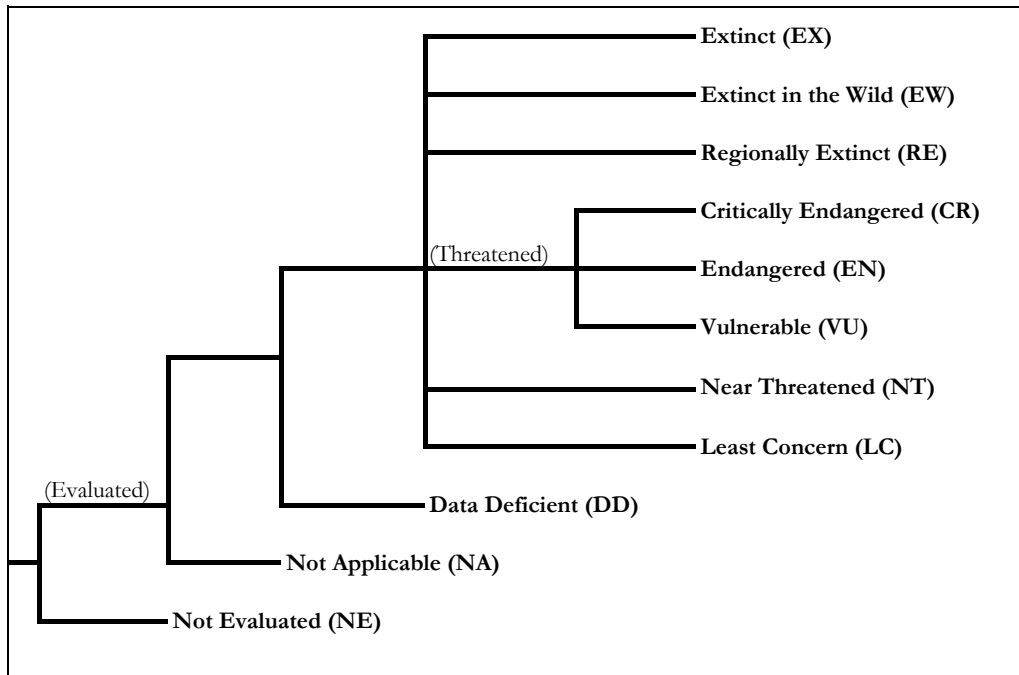 Extinct (EX)
Extinct in the Wild (EW)
Regionally Extinct (RE)
Critically Endangered (CR)
(Threatened)
Endangered (EN)
Vulnerable (VU)
Near Threatened (NT)
Least Concern (LC)
(Evaluated)
Data Deficient (DD)
Not Applicable (NA)
Not Evaluated (NE)